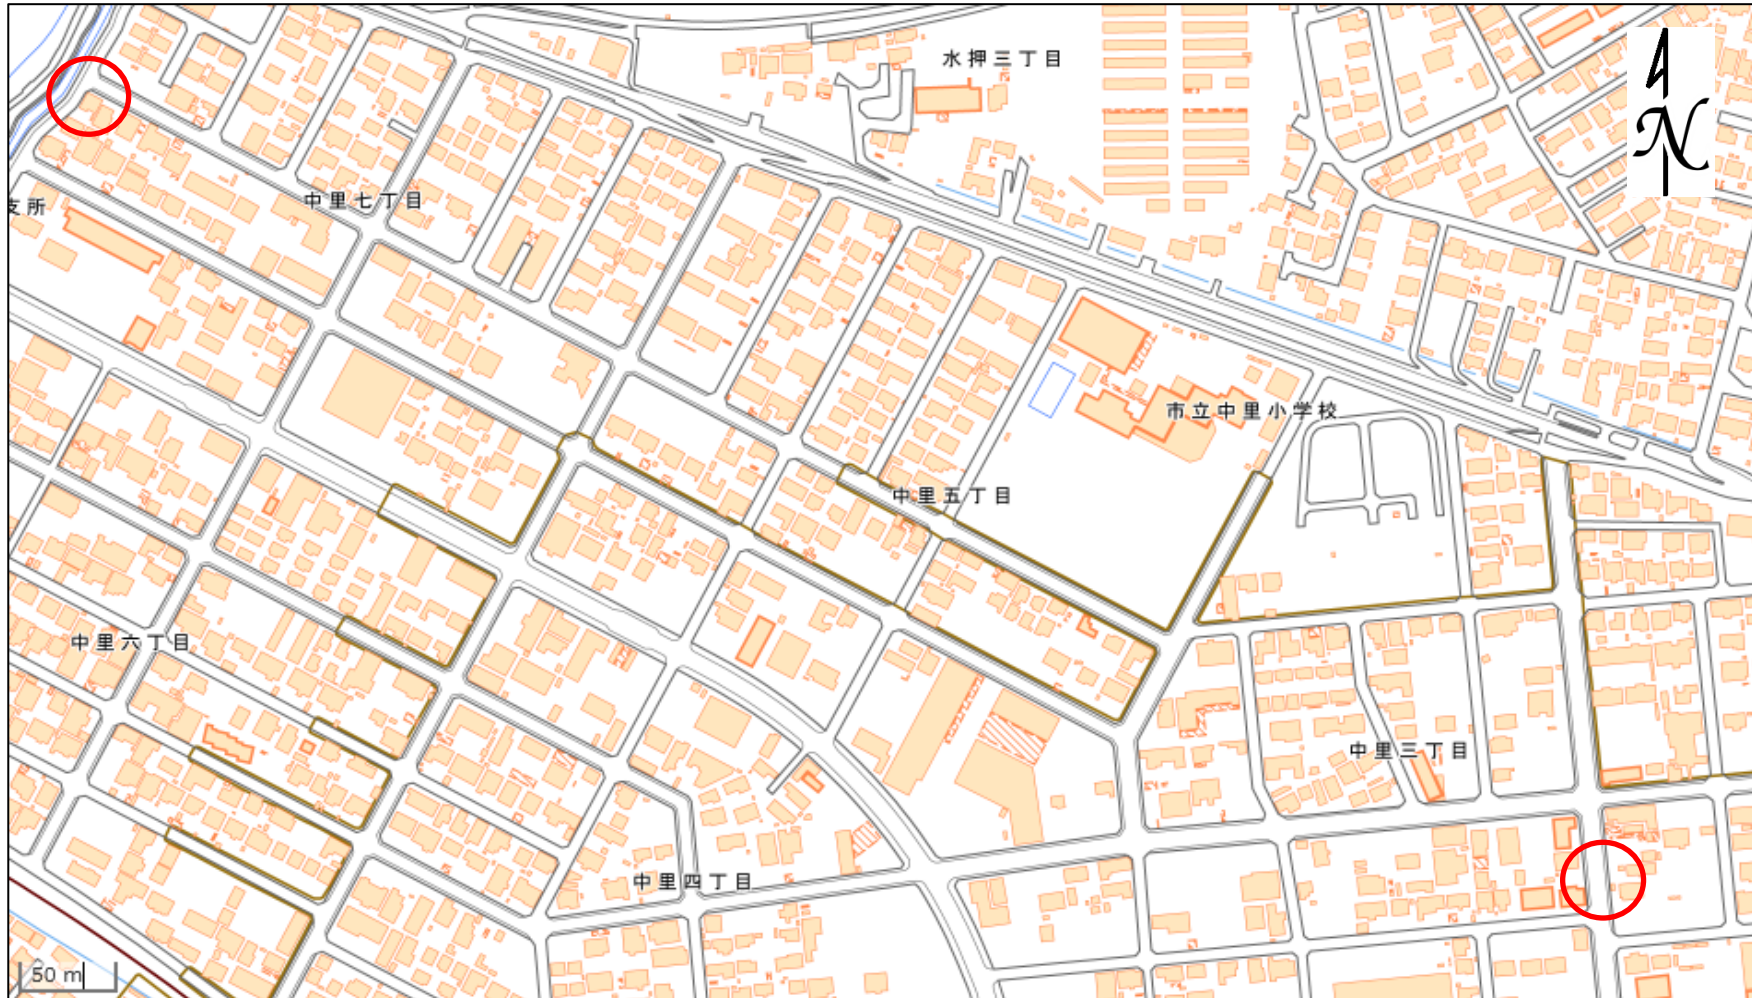 水押三丁目
N
中里七丁目
支所
市立中里小学校
中里五丁目
中里六丁目
中里三丁目
中里四丁目
50 m